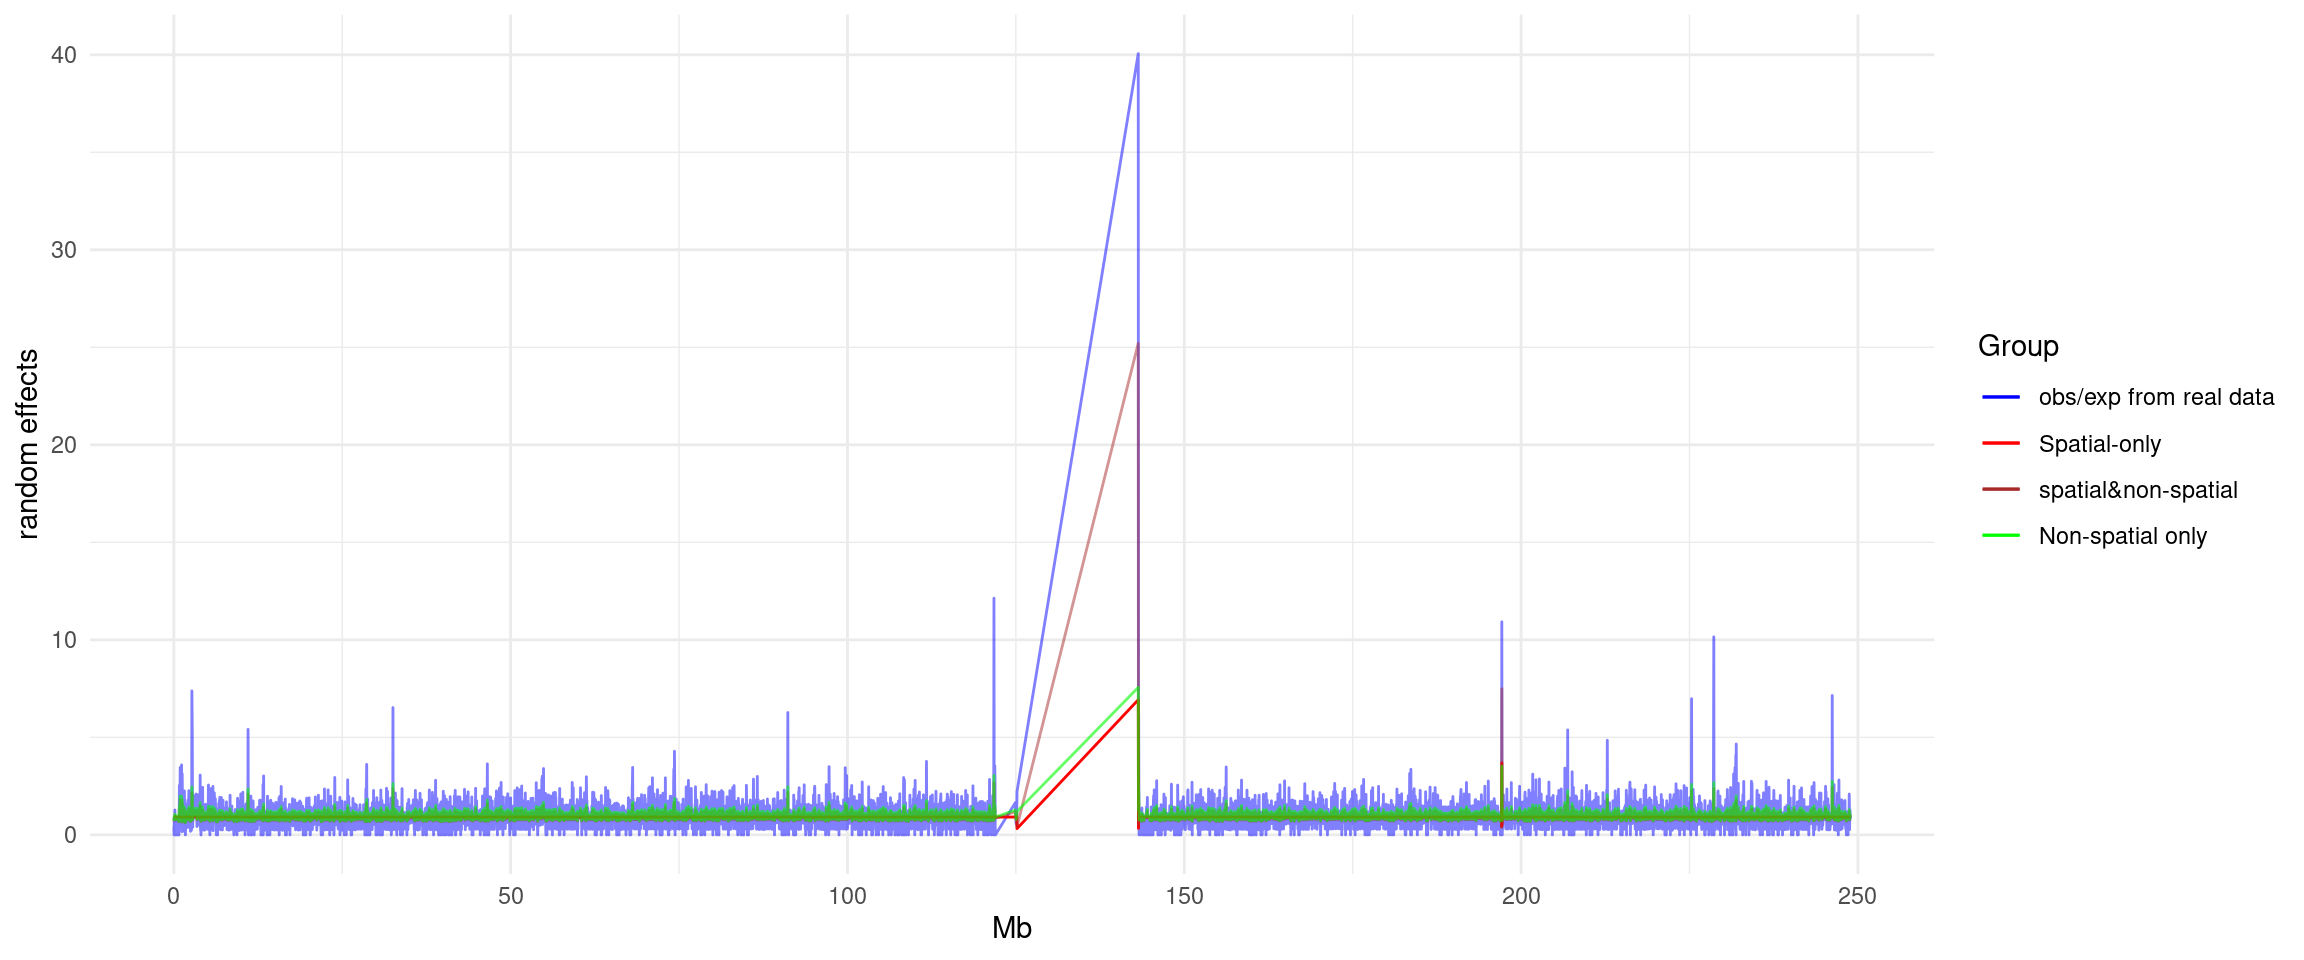 40
30
20
10
0
random effects
0
50
100
150
200
250
Mb
Group
obs/exp from real data
Spatial-only
spatial&non-spatial
Non-spatial only